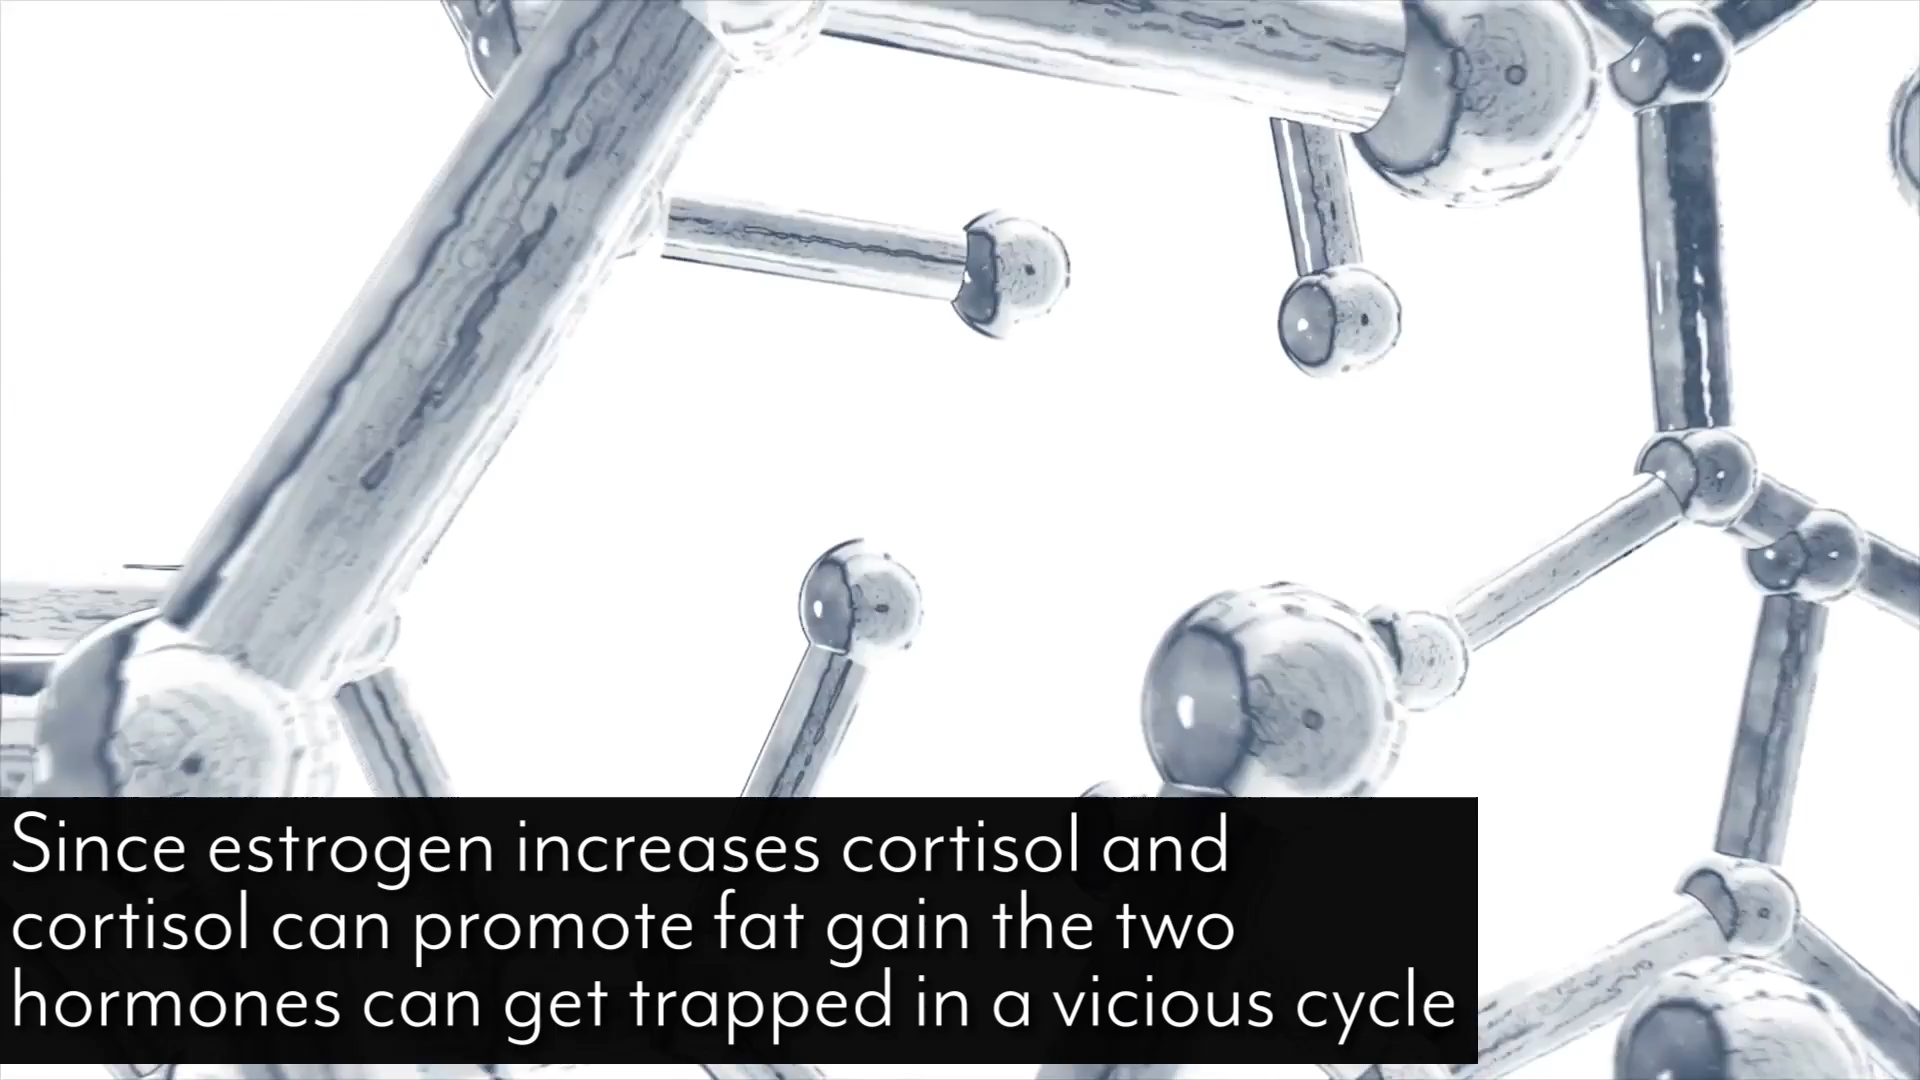 Since estrogen increases cortisol and
cortisol can promote fat gain the two
hormones can get trapped in a vicious cycle